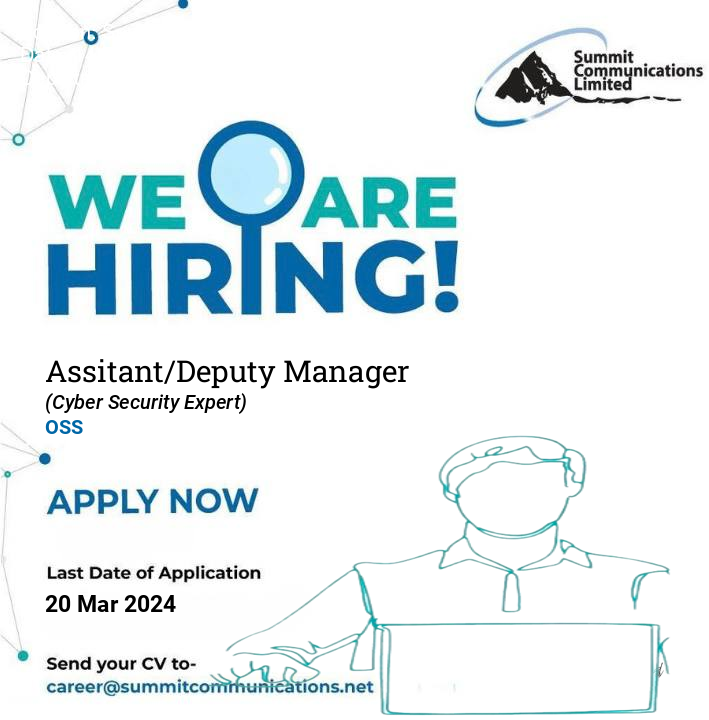 Summit
Communications
Limited
WE ARE
HIRING!
Assitant/Deputy Manager
(Cyber Security Expert)
OSS
APPLY NOW
Last Date of Application
20 Mar 2024
Send your CV to-
career@summitcommunications.net